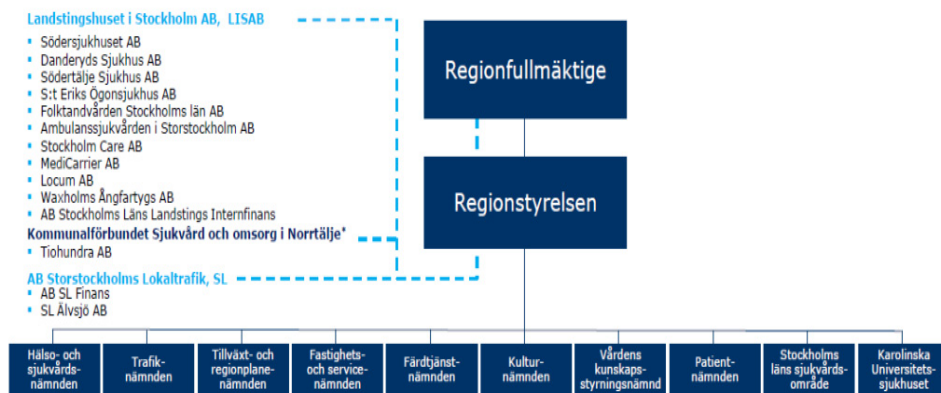 Landstingshuset i Stockholm AB, LISAB
▪ Södersjukhuset AB
▪ Danderyds Sjukhus AB
▪ Södertälje Sjukhus AB
▪ S:t Eriks Ögonsjukhus AB
▪ Folktandvården Stockholms län AB
▪ Ambulanssjukvården i Storstockholm AB
▪ Stockholm Care AB
▪ MediCarrier AB
▪ Locum AB
▪ Waxholms Ångfartygs AB
▪ AB Stockholms Läns Landstings Internfinans
Kommunalförbundet Sjukvård och omsorg i Norrtälje*
▪ Tiohundra AB
AB Storstockholms Lokaltrafik, SL
▪ AB SL Finans
▪ SL Älvsjö AB
Regionfullmäktige
Regionstyrelsen
Hälso- och
sjukvårds-
nämnden
Trafik-
nämnden
Tillväxt- och
regionplane-
nämnden
Fastighets-
och service-
nämnden
Färdtjänst-
nämnden
Kultur-
nämnden
Vårdens
kunskaps-
styrningsnämnd
Patient-
nämnden
Stockholms
läns sjukvårds-
område
Karolinska
Universitets-
sjukhuset